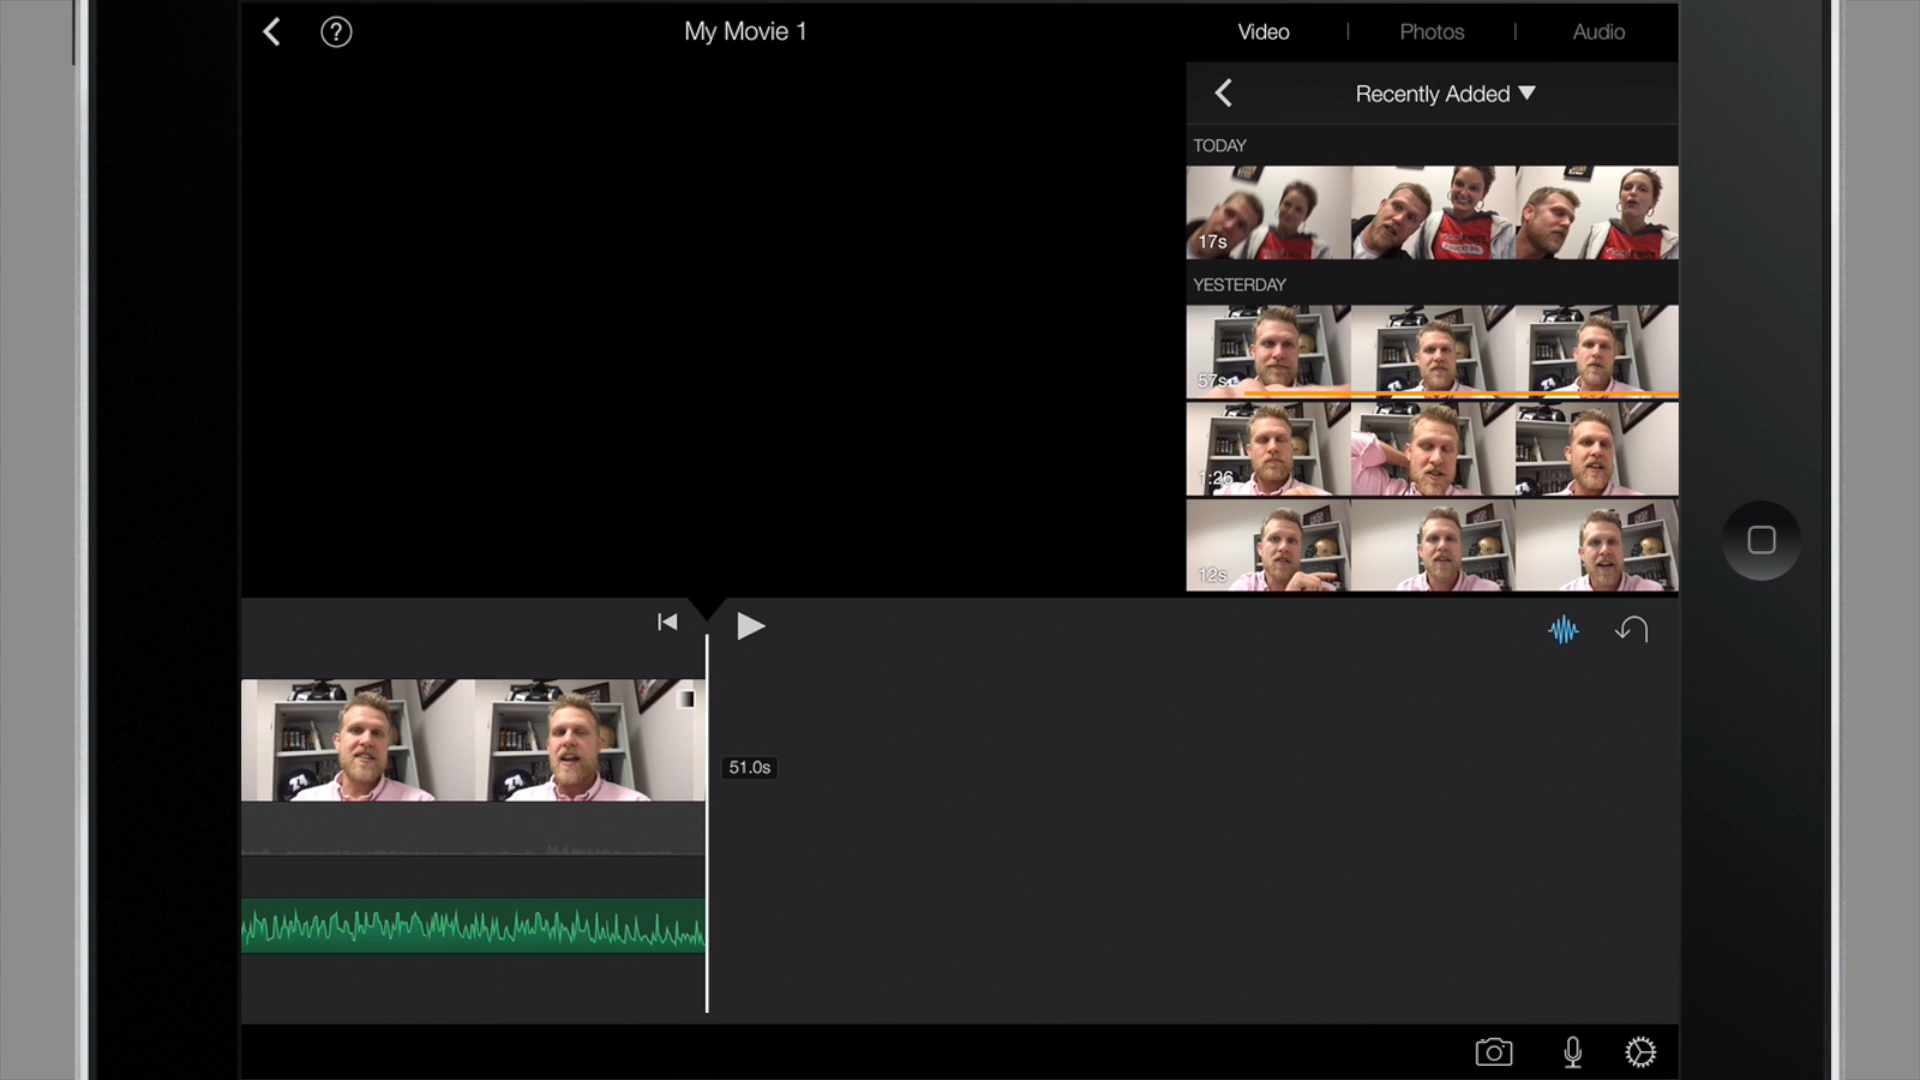 ?
My Movie 1
Video | Photos | Audio
Recently Added ▼
TODAY
17s
YESTERDAY
57s
1:26
12s
51.0s